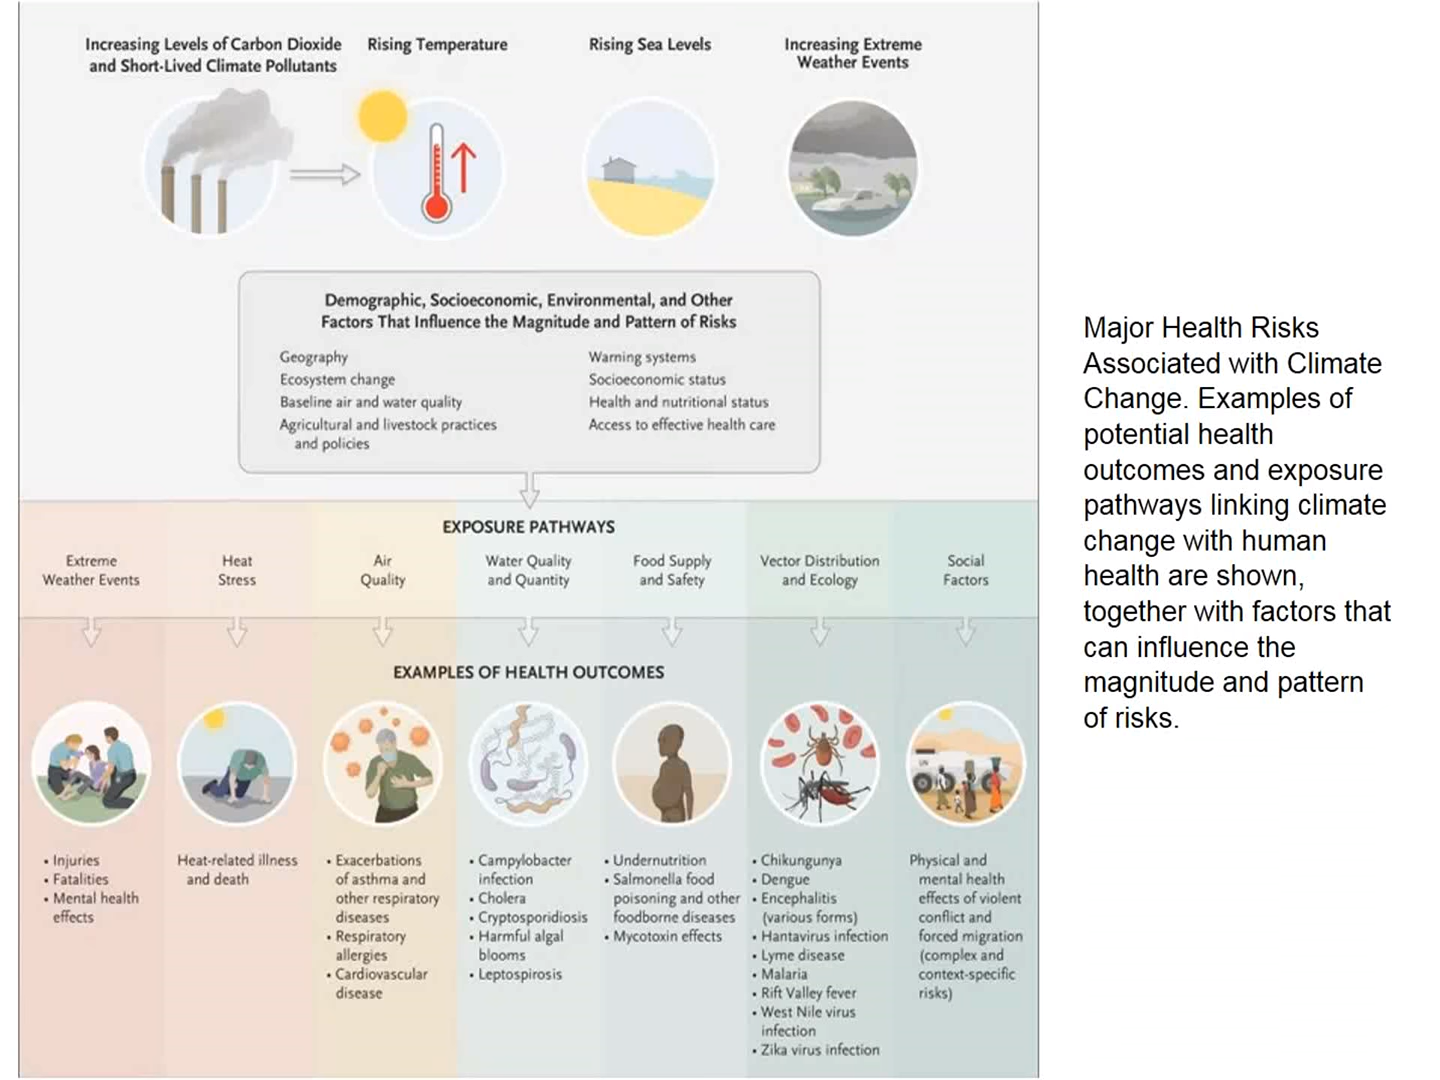 Increasing Levels of Carbon Dioxide
and Short-Lived Climate Pollutants
Rising Temperature
Rising Sea Levels
Increasing Extreme
Weather Events
Demographic, Socioeconomic, Environmental, and Other
Factors That Influence the Magnitude and Pattern of Risks
Geography
Ecosystem change
Baseline air and water quality
Agricultural and livestock practices
and policies
Warning systems
Socioeconomic status
Health and nutritional status
Access to effective health care
EXPOSURE PATHWAYS
Extreme
Weather Events
Heat
Stress
Air
Quality
Water Quality
and Quantity
Food Supply
and Safety
Vector Distribution
and Ecology
Social
Factors
EXAMPLES OF HEALTH OUTCOMES
UN
• Injuries
• Fatalities
• Mental health
effects
Heat-related illness
and death
• Exacerbations
of asthma and
other respiratory
diseases
• Respiratory
allergies
• Cardiovascular
disease
• Campylobacter
infection
• Cholera
• Cryptosporidiosis
• Harmful algal
blooms
• Leptospirosis
• Undernutrition
• Salmonella food
poisoning and other
foodborne diseases
• Mycotoxin effects
• Chikungunya
• Dengue
• Encephalitis
(various forms)
• Hantavirus infection
• Lyme disease
• Malaria
• Rift Valley fever
• West Nile virus
infection
• Zika virus infection
Physical and
mental health
effects of violent
conflict and
forced migration
(complex and
context-specific
risks)
Major Health Risks
Associated with Climate
Change. Examples of
potential health
outcomes and exposure
pathways linking climate
change with human
health are shown,
together with factors that
can influence the
magnitude and pattern
of risks.